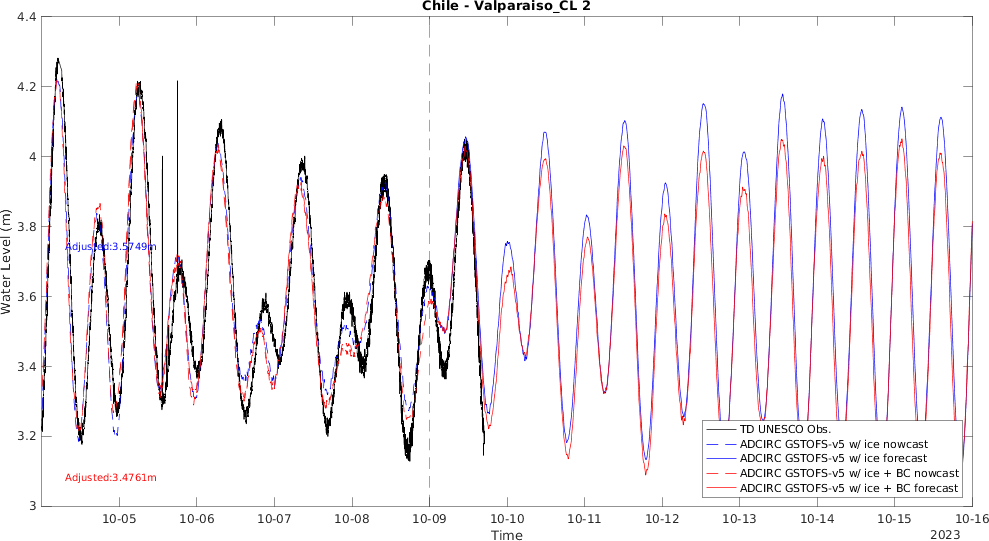 Chile - Valparaiso_CL 2
4.4
4.2
4
3.8
3.6
3.4
3.2
3
Water Level (m)
Adjusted:3.5749m
Adjusted:3.4761m
TD UNESCO Obs.
ADCIRC GSTOFS-v5 w/ ice nowcast
ADCIRC GSTOFS-v5 w/ ice forecast
ADCIRC GSTOFS-v5 w/ ice + BC nowcast
ADCIRC GSTOFS-v5 w/ ice + BC forecast
10-05 10-06 10-07 10-08 10-09 10-10 10-11 10-12 10-13 10-14 10-15 10-16
Time
2023